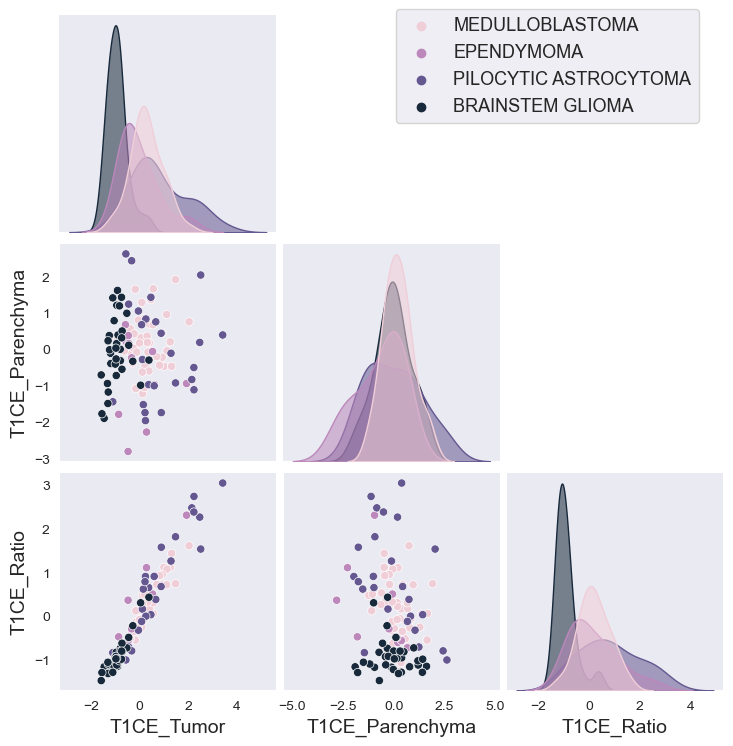 MEDULLOBLASTOMA
EPENDYMOMA
PILOCYTIC ASTROCYTOMA
BRAINSTEM GLIOMA
T1CE_Parenchyma
2
1
0
−1
−2
−3
T1CE_Ratio
3
2
1
0
−1
−2 0 2 4
−5.0 −2.5 0.0 2.5 5.0
−2 0 2 4
T1CE_Tumor T1CE_Parenchyma T1CE_Ratio